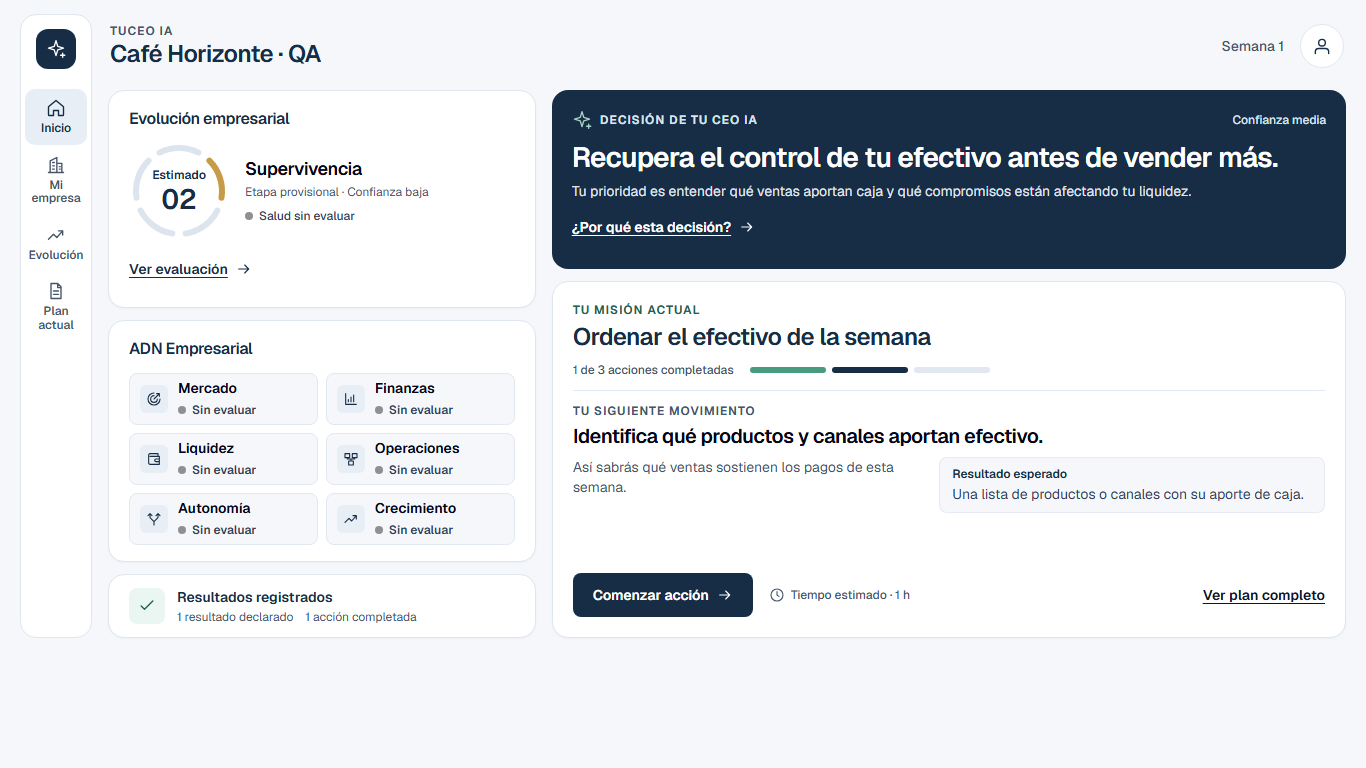 TUCEO IA
Café Horizonte · QA
Semana 1
Inicio
Mi
empresa
Evolución
Plan
actual
Evolución empresarial
Estimado
02
Supervivencia
Etapa provisional · Confianza baja
Salud sin evaluar
Ver evaluación
ADN Empresarial
Mercado
Sin evaluar
Finanzas
Sin evaluar
Liquidez
Sin evaluar
Operaciones
Sin evaluar
Autonomía
Sin evaluar
Crecimiento
Sin evaluar
Resultados registrados
1 resultado declarado 1 acción completada
DECISIÓN DE TU CEO IA
Confianza media
Recupera el control de tu efectivo antes de vender más.
Tu prioridad es entender qué ventas aportan caja y qué compromisos están afectando tu liquidez.
¿Por qué esta decisión?
TU MISIÓN ACTUAL
Ordenar el efectivo de la semana
1 de 3 acciones completadas
TU SIGUIENTE MOVIMIENTO
Identifica qué productos y canales aportan efectivo.
Así sabrás qué ventas sostienen los pagos de esta
semana.
Resultado esperado
Una lista de productos o canales con su aporte de caja.
Comenzar acción
Tiempo estimado · 1 h
Ver plan completo